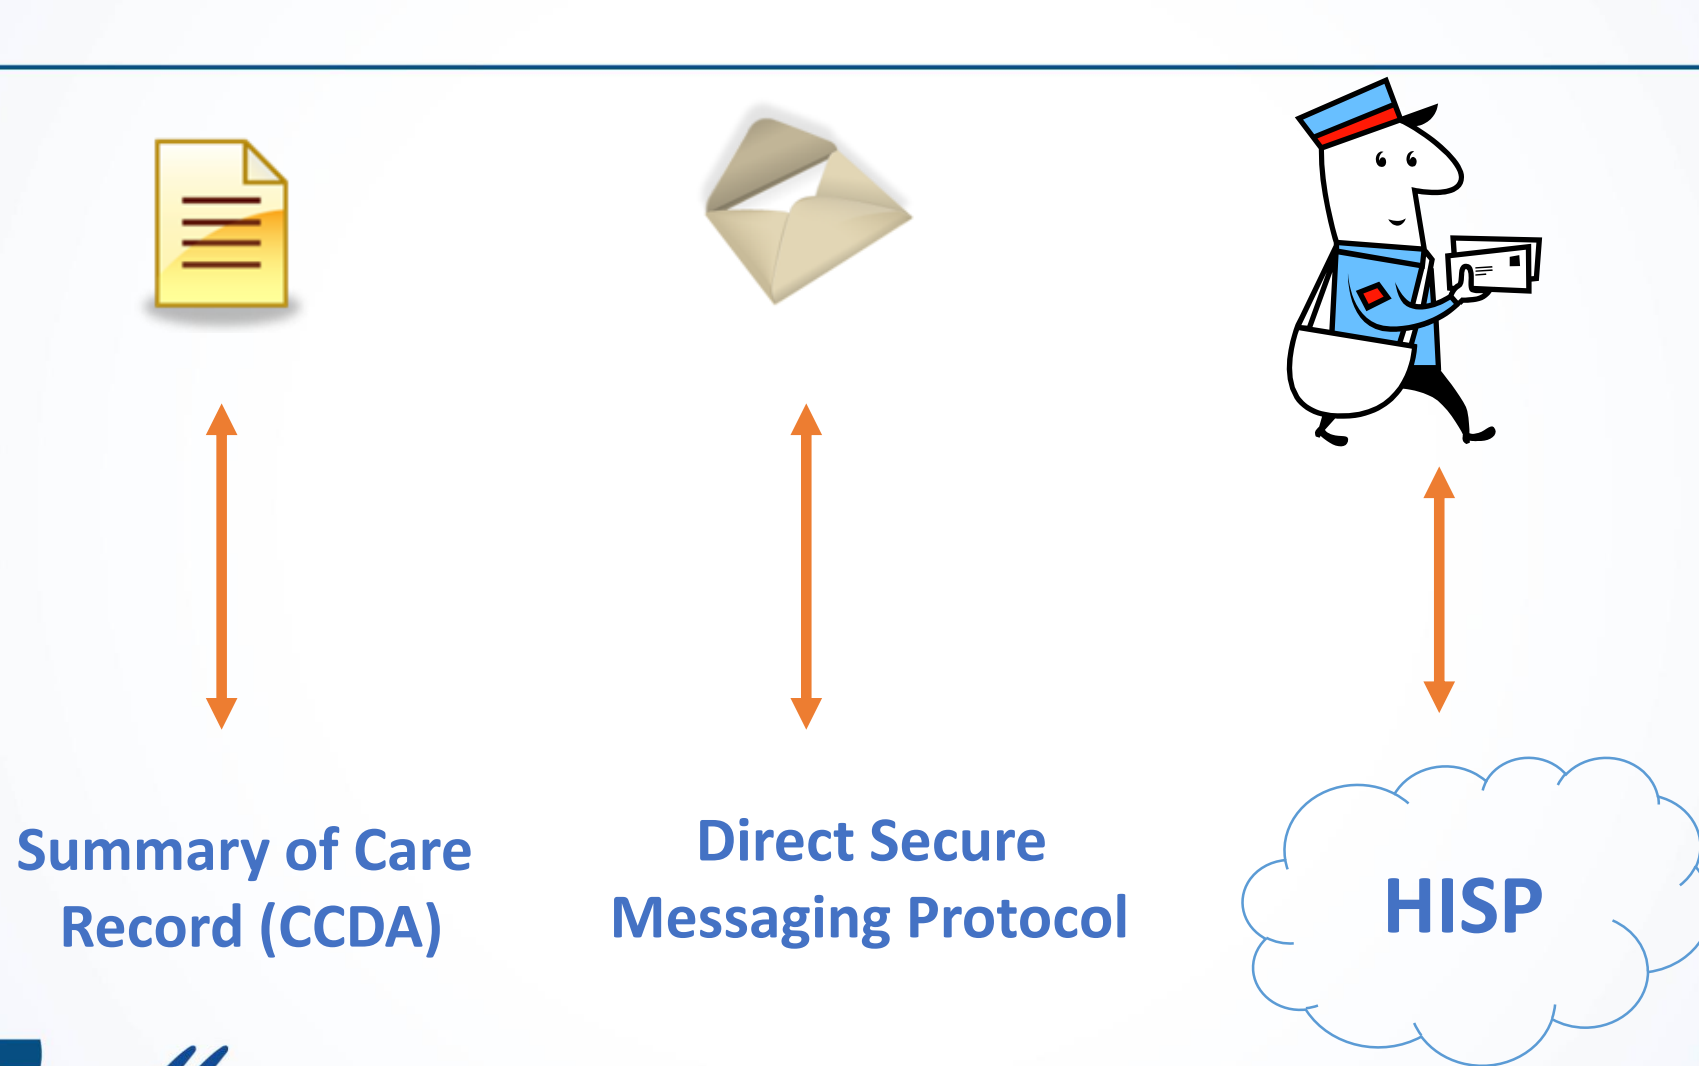 Summary of Care
Record (CCDA)
Direct Secure
Messaging Protocol
HISP